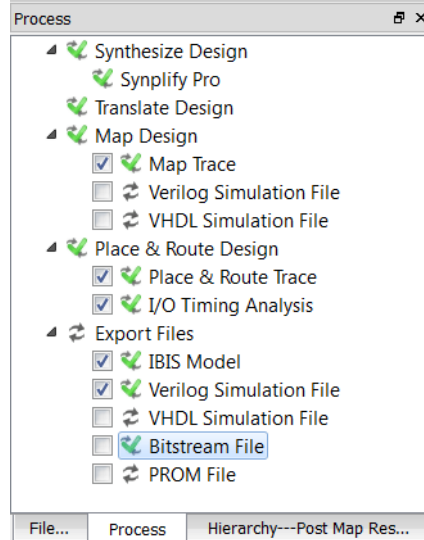 Process
Synthesize Design
Synplify Pro
Translate Design
Map Design
Map Trace
Verilog Simulation File
VHDL Simulation File
Place & Route Design
Place & Route Trace
I/O Timing Analysis
Export Files
IBIS Model
Verilog Simulation File
VHDL Simulation File
Bitstream File
PROM File
File... Process Hierarchy---Post Map Res...